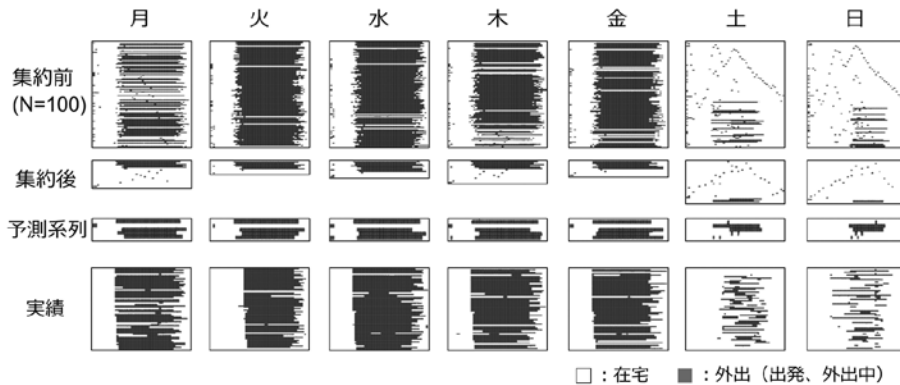 月 火 水 木 金 土 日
集約前
(N=100)
集約後
予測系列
実績
□：在宅 ■：外出（出発、外出中）